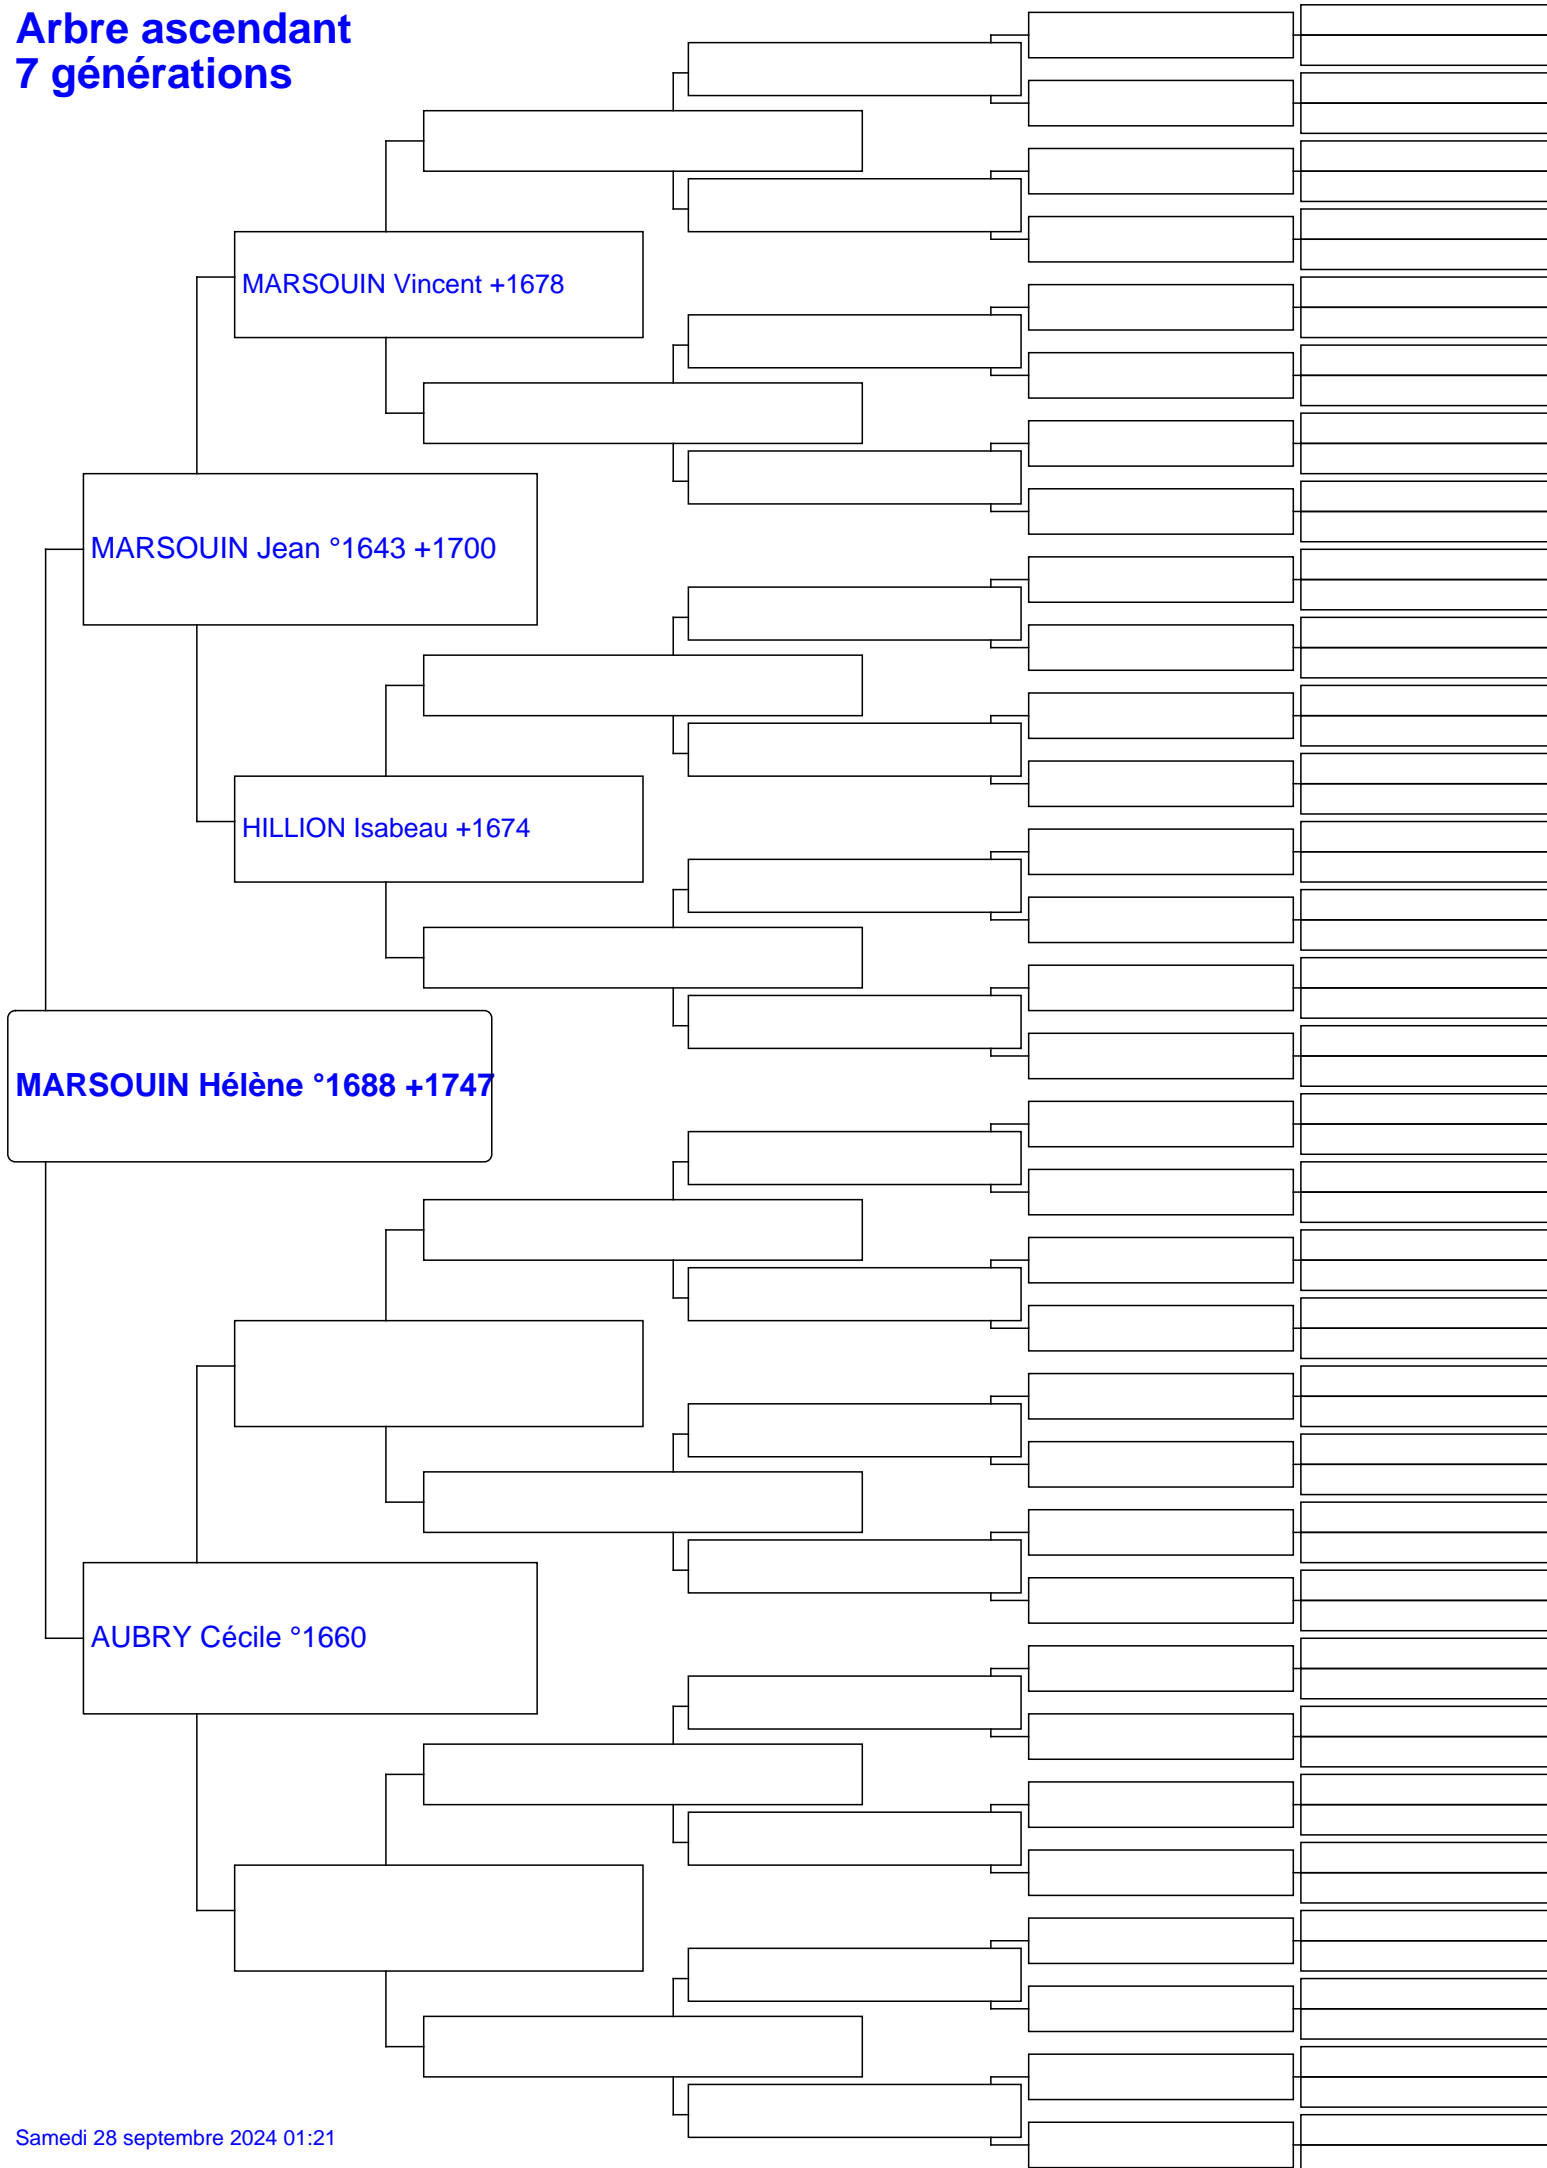 Arbre ascendant
7 générations
MARSOUIN Vincent +1678
MARSOUIN Jean °1643 +1700
HILLION Isabeau +1674
MARSOUIN Hélène °1688 +1747
AUBRY Cécile °1660
Samedi 28 septembre 2024 01:21